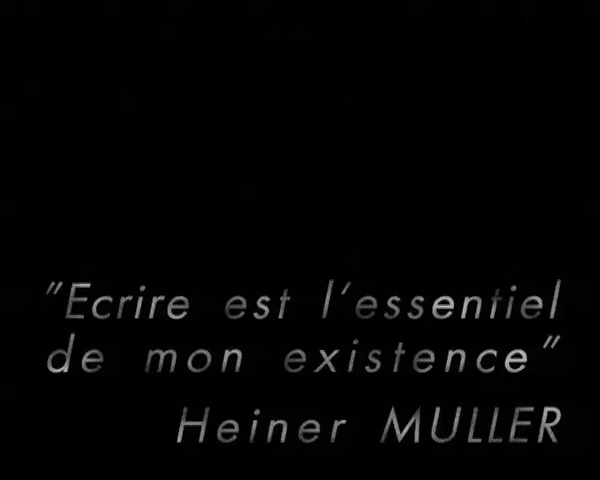 "Ecrire est l'essentiel
de mon existence"
Heiner MULLER